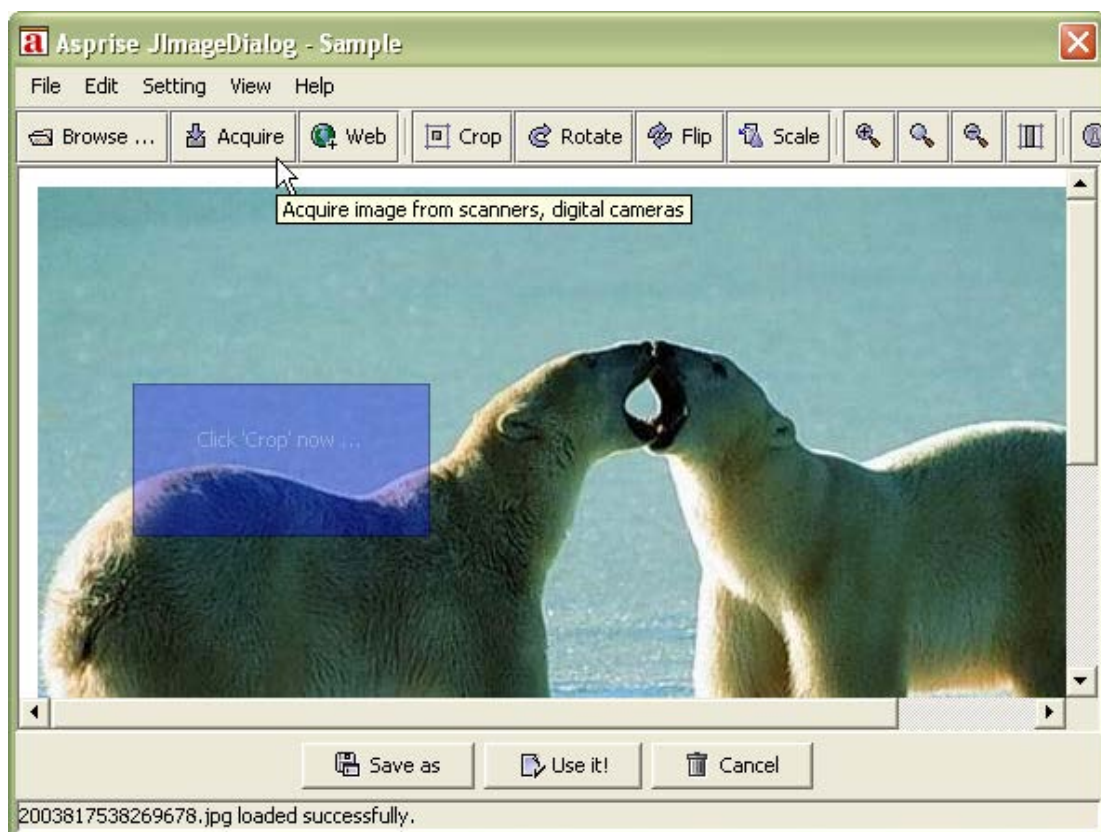 a Asprise JImageDialog - Sample
File Edit Setting View Help
Browse ... Acquire Web Crop Rotate Flip Scale
Acquire image from scanners, digital cameras
Click 'Crop' now ...
Save as Use it! Cancel
2003817538269678.jpg loaded successfully.